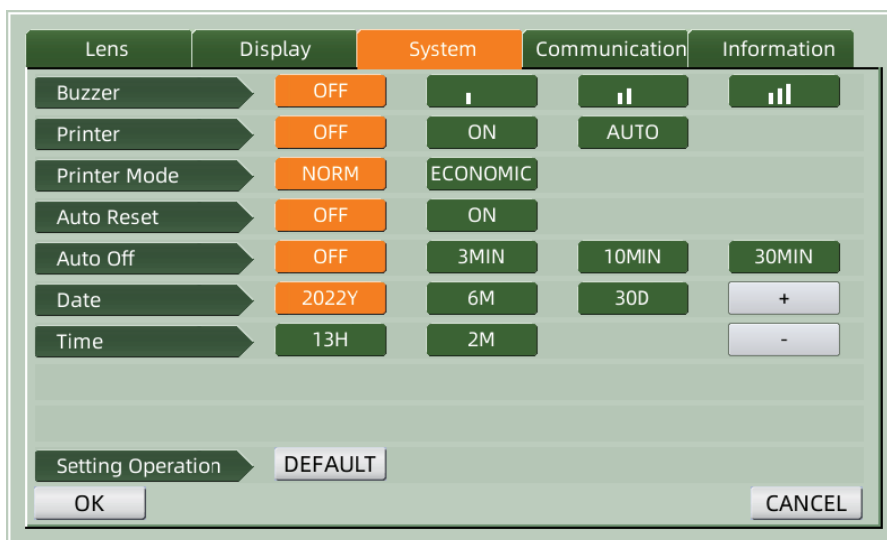 Lens Display System Communication Information
Buzzer OFF
Printer OFF ON AUTO
Printer Mode NORM ECONOMIC
Auto Reset OFF ON
Auto Off OFF 3MIN 10MIN 30MIN
Date 2022Y 6M 30D +
Time 13H 2M -
Setting Operation DEFAULT
OK CANCEL